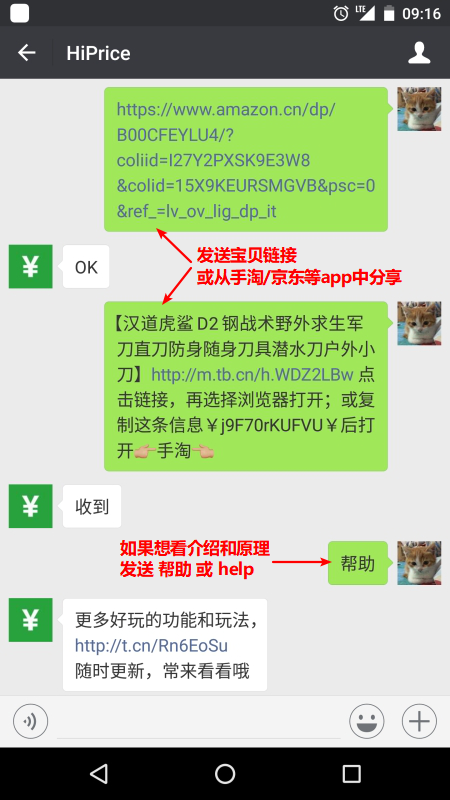 LTE 09:16
HiPrice
https://www.amazon.cn/dp/
B00CFEYLU4/?
coliid=I27Y2PXSK9E3W8
&colid=15X9KEURSMGVB&psc=0
&ref_=lv_ov_lig_dp_it
¥
OK
发送宝贝链接
或从手淘/京东等app中分享
【汉道虎鲨 D2 钢战术野外求生军
刀直刀防身随身刀具潜水刀户外小
刀】http://m.tb.cn/h.WDZ2LBw 点
击链接，再选择浏览器打开；或复
制这条信息￥j9F70rKUFVU￥后打
开👉手淘👈
¥
收到
如果想看介绍和原理
发送 帮助 或 help
帮助
¥
更多好玩的功能和玩法，
http://t.cn/Rn6EoSu
随时更新，常来看看哦